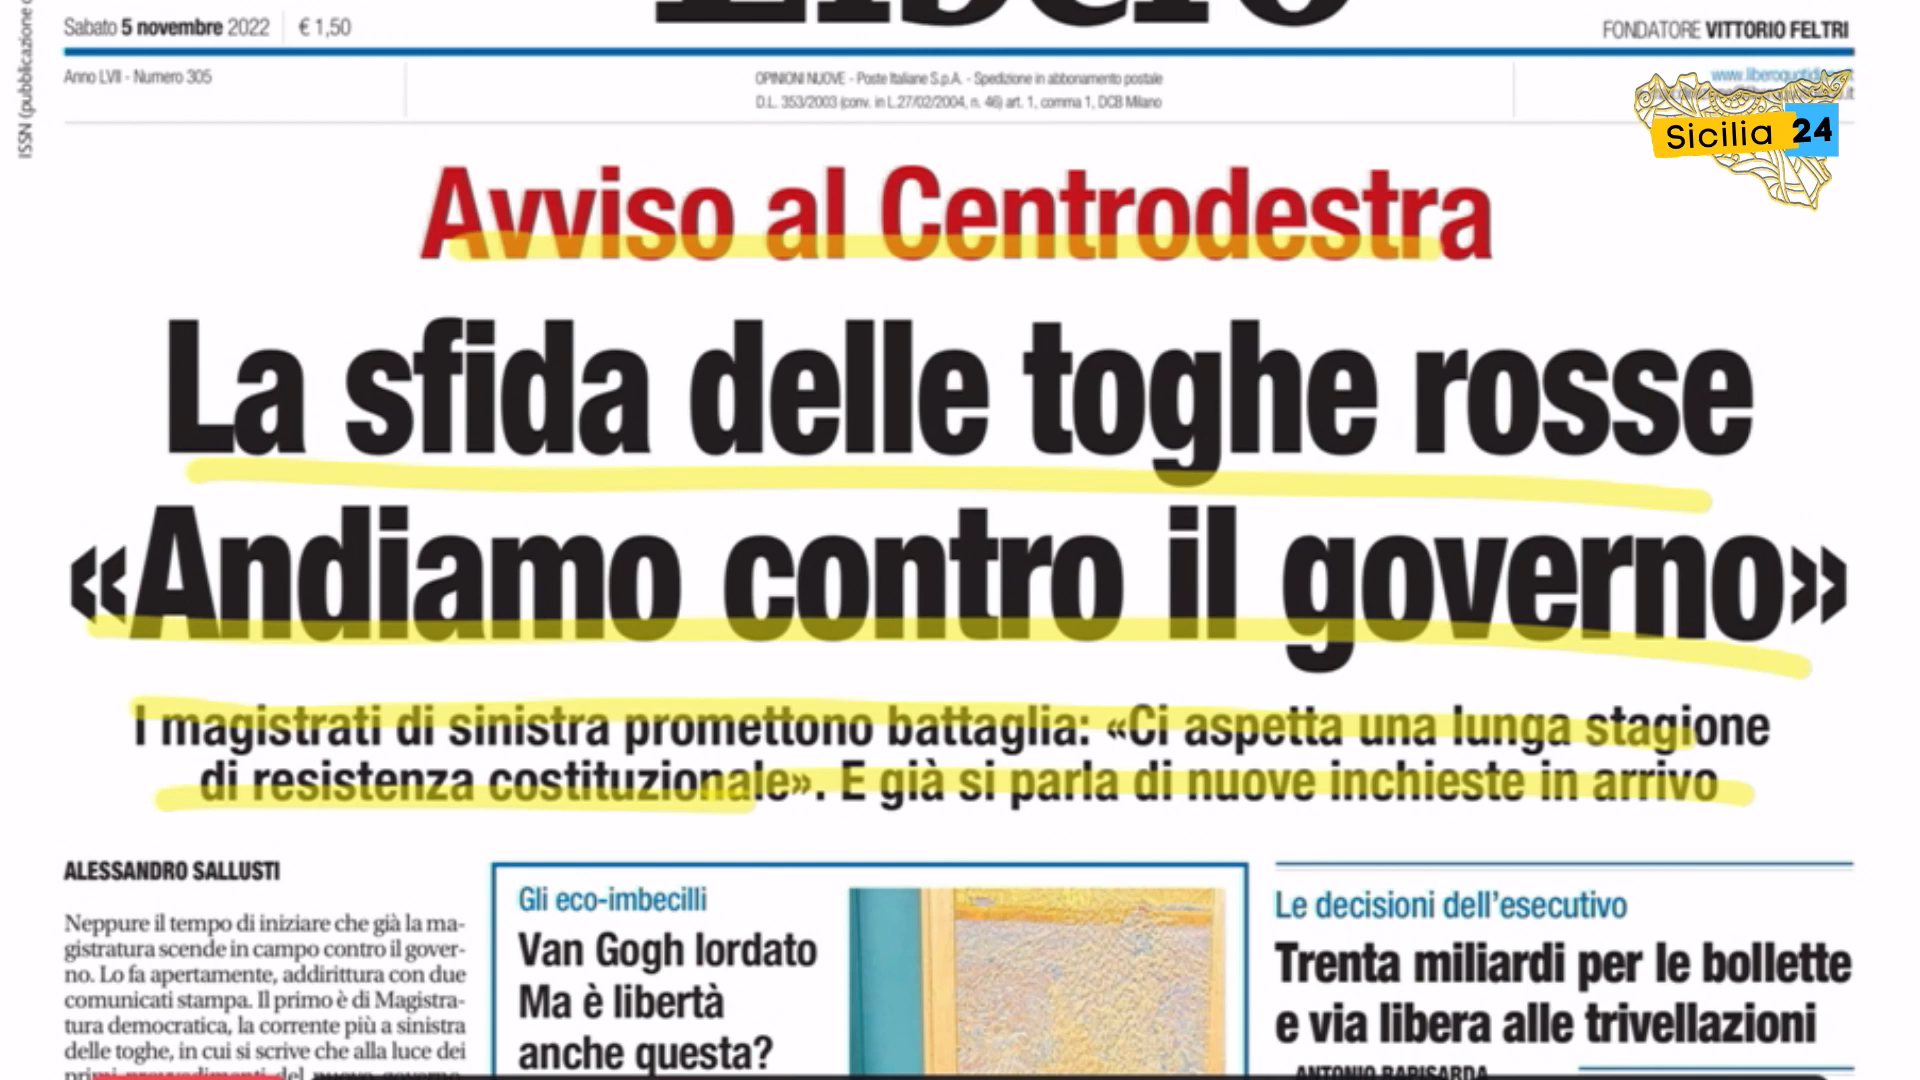 Libero
ISSN (pubblicazione
Sabato 5 novembre 2022 € 1,50
FONDATORE VITTORIO FELTRI
Anno LVII - Numero 305
OPINIONI NUOVE - Poste Italiane S.p.A. - Spedizione in abbonamento postale
D.L. 353/2003 (conv. in L.27/02/2004, n. 46) art. 1, comma 1, DCB Milano
Sicilia 24
Avviso al Centrodestra
La sfida delle toghe rosse
«Andiamo contro il governo»
I magistrati di sinistra promettono battaglia: «Ci aspetta una lunga stagione
di resistenza costituzionale». E già si parla di nuove inchieste in arrivo
ALESSANDRO SALLUSTI
Neppure il tempo di iniziare che già la ma-
gistratura scende in campo contro il gover-
no. Lo fa apertamente, addirittura con due
comunicati stampa. Il primo è di Magistra-
tura democratica, la corrente più a sinistra
delle toghe, in cui si scrive che alla luce dei
Gli eco-imbecilli
Van Gogh lordato
Ma è libertà
anche questa?
Le decisioni dell'esecutivo
Trenta miliardi per le bollette
e via libera alle trivellazioni
ANTONIO RAPISARDA